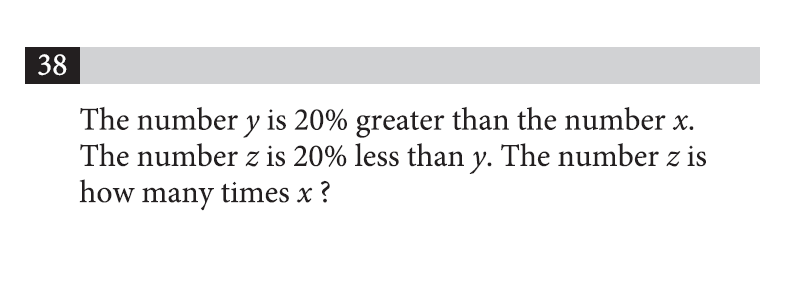 38
The number y is 20% greater than the number x.
The number z is 20% less than y. The number z is
how many times x ?